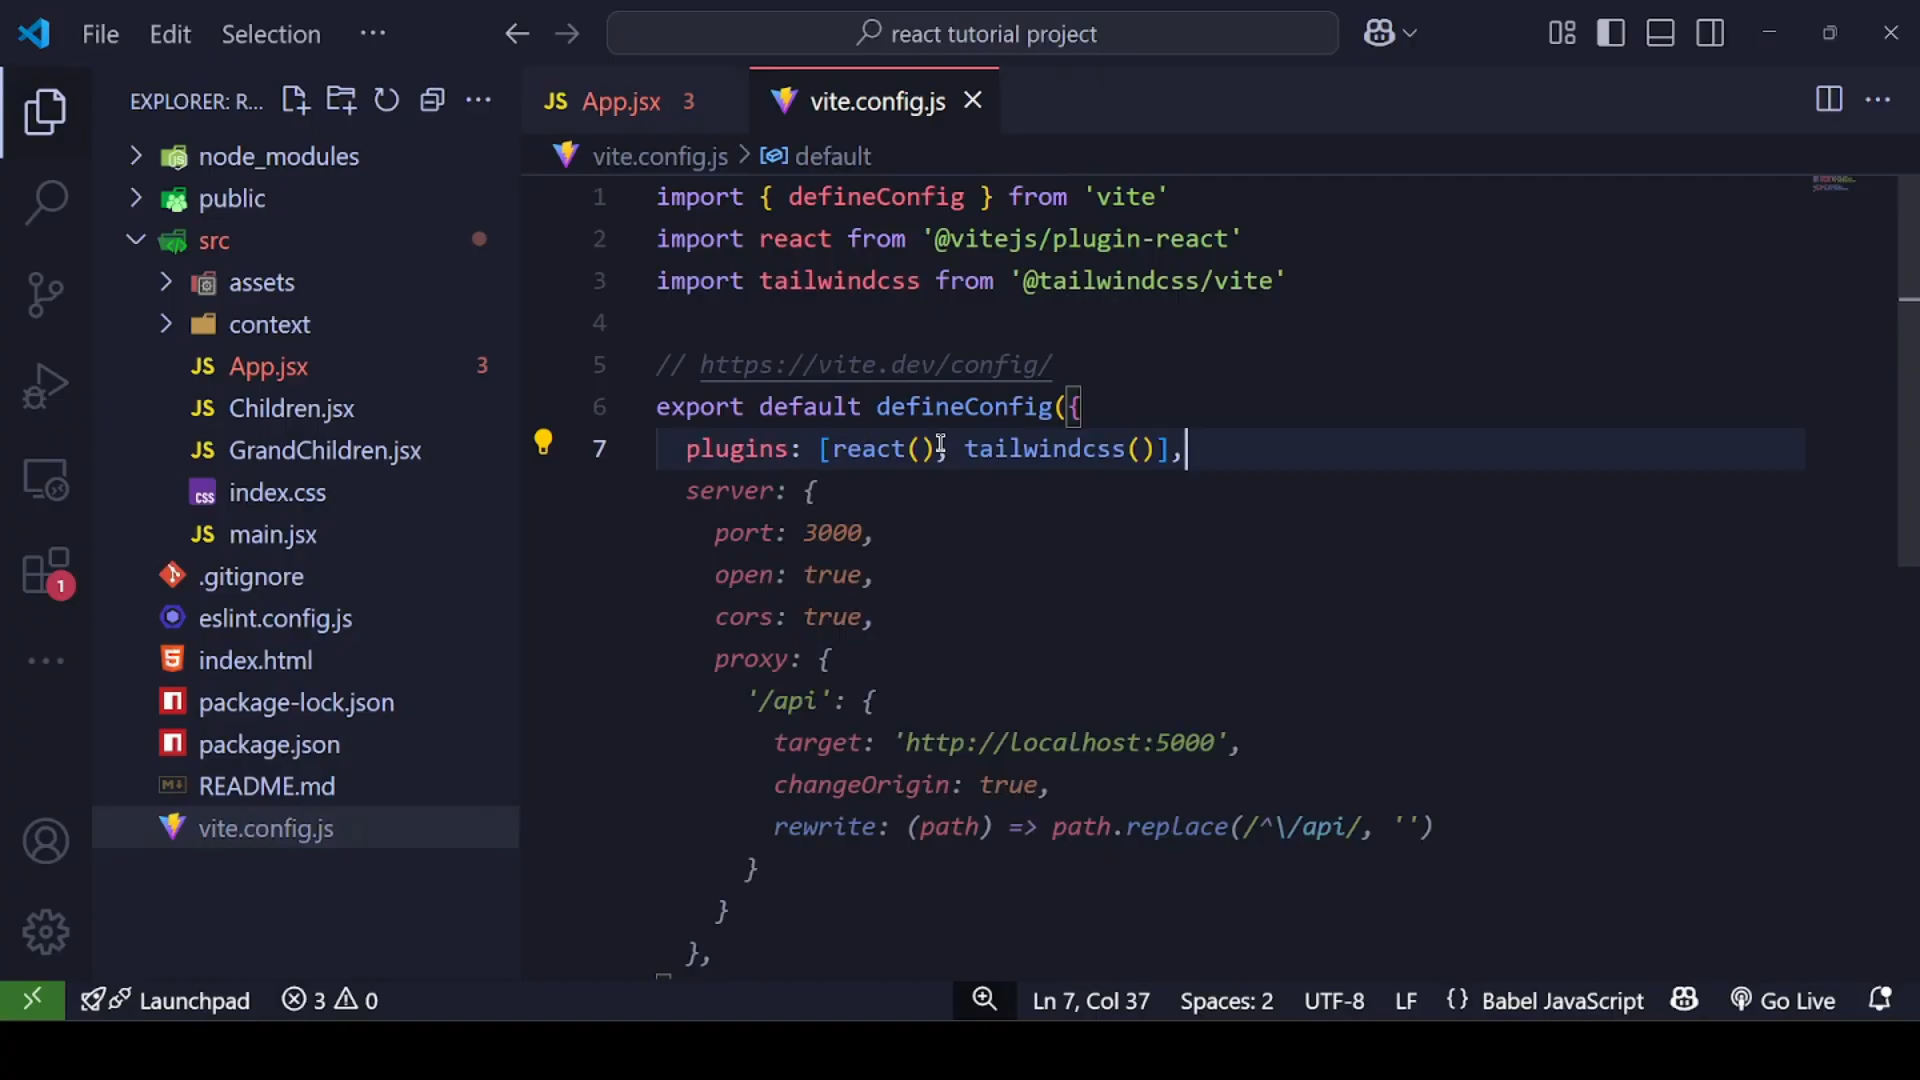 File Edit Selection ···
react tutorial project
EXPLORER: R...
node_modules
public
src
assets
context
JS App.jsx 3
JS Children.jsx
JS GrandChildren.jsx
css index.css
JS main.jsx
.gitignore
eslint.config.js
5 index.html
package-lock.json
package.json
M↓ README.md
vite.config.js
1
JS App.jsx 3
vite.config.js
vite.config.js > default
1 import { defineConfig } from 'vite'
2 import react from '@vitejs/plugin-react'
3 import tailwindcss from '@tailwindcss/vite'
4
5 // https://vite.dev/config/
6 export default defineConfig({
7 plugins: [react(), tailwindcss()],
server: {
port: 3000,
open: true,
cors: true,
proxy: {
'/api': {
target: 'http://localhost:5000',
changeOrigin: true,
rewrite: (path) => path.replace(/^\/api/, '')
}
}
},
Launchpad 3 0 Ln 7, Col 37 Spaces: 2 UTF-8 LF {} Babel JavaScript Go Live